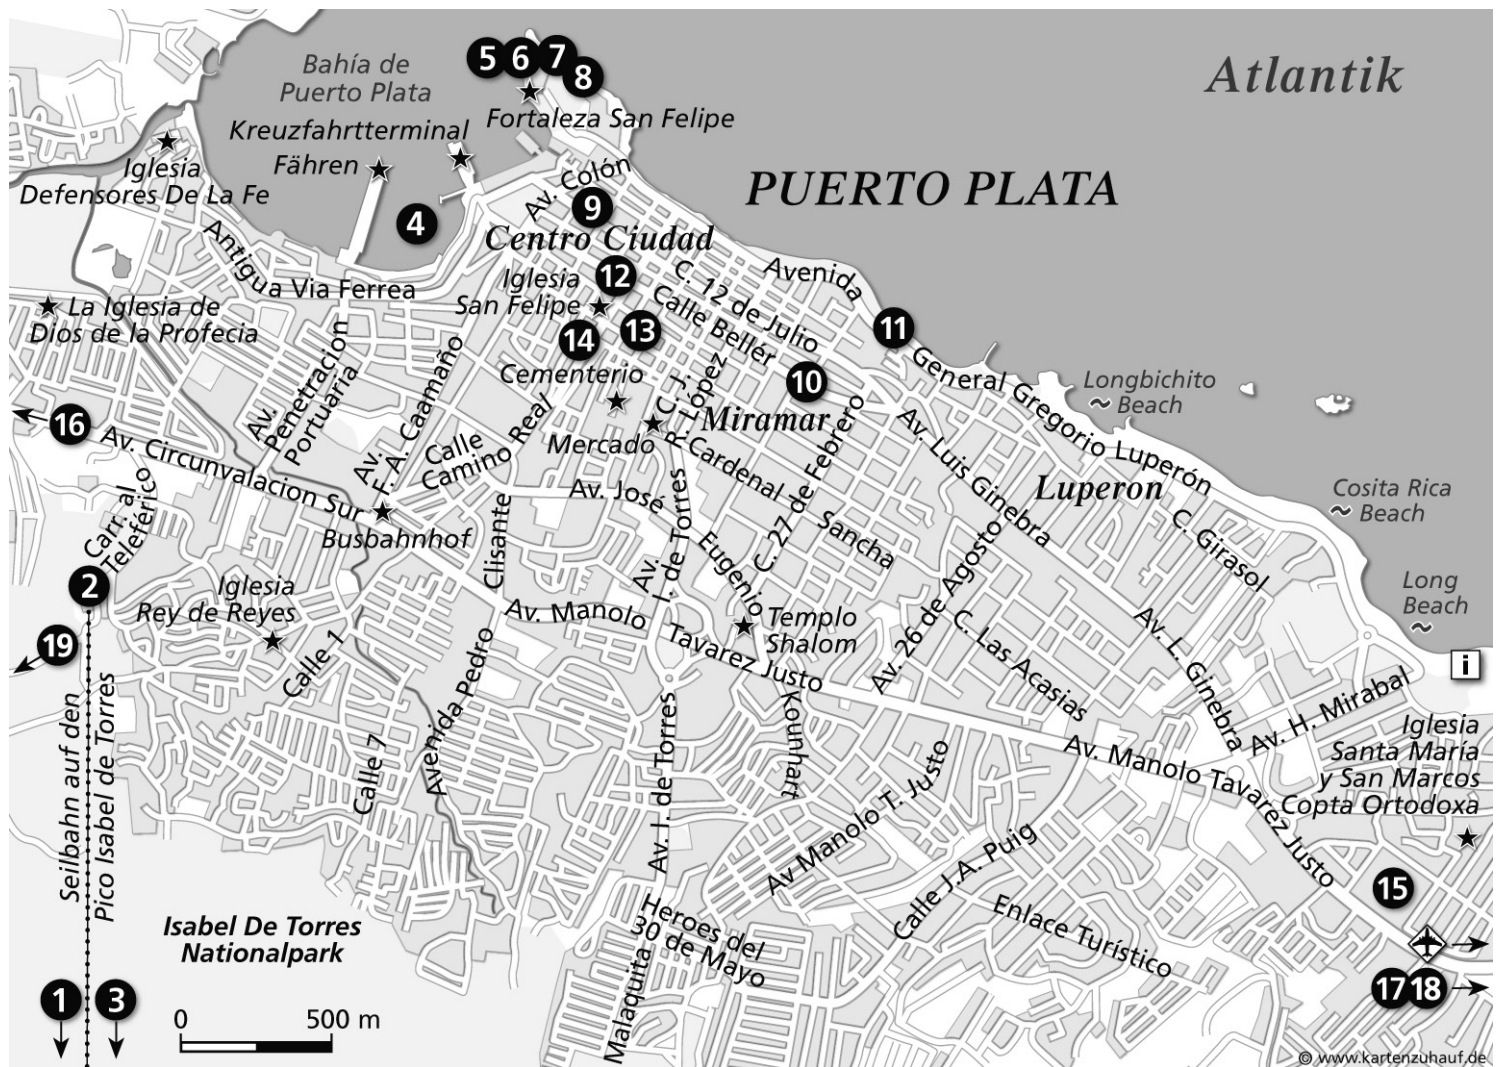 Atlantik
PUERTO PLATA
Bahía de
Puerto Plata
5
6
7
8
Fortaleza San Felipe
Kreuzfahrtterminal
Fähren
Iglesia
Defensores De La Fe
4
Av. Colón
9
Centro Ciudad
Antigua Via Ferrea
Iglesia
San Felipe
12
C. 12 de Julio
Calle Bellér
Avenida
General Gregorio Luperón
11
La Iglesia de
Dios de la Profecia
14
13
10
Cementerio
C. J.
R. López
Miramar
Mercado
Longbichito
Beach
16
Av. Circunvalacion Sur
Av.
Penetracion
Portuaria
Av.
F. A. Caamaño
Calle
Camino Real
Cardenal Sancha
C. 27 de Febrero
Av. Luis Ginebra
Luperon
Cosita Rica
Beach
C. Girasol
Carr. al
Teleférico
Busbahnhof
Clisante
Av. José Eugenio
Av.
I. de Torres
Av. 26 de Agosto
2
19
Iglesia
Rey de Reyes
Calle 1
Av. Manolo Tavarez Justo
Templo
Shalom
C. Las Acasias
Av. L. Ginebra
Long
Beach
i
Av. H. Mirabal
Seilbahn auf den
Pico Isabel de Torres
Calle 7
Avenida Pedro
Av. I. de Torres
Kounhart
Av. Manolo Tavarez Justo
Iglesia
Santa María
y San Marcos
Copta Ortodoxa
Av Manolo T. Justo
Calle J.A. Puig
Enlace Turístico
15
Isabel De Torres
Nationalpark
Heroes del
30 de Mayo
Malaquita
1
3
17
18
0
500 m
© www.kartenzuhauf.de